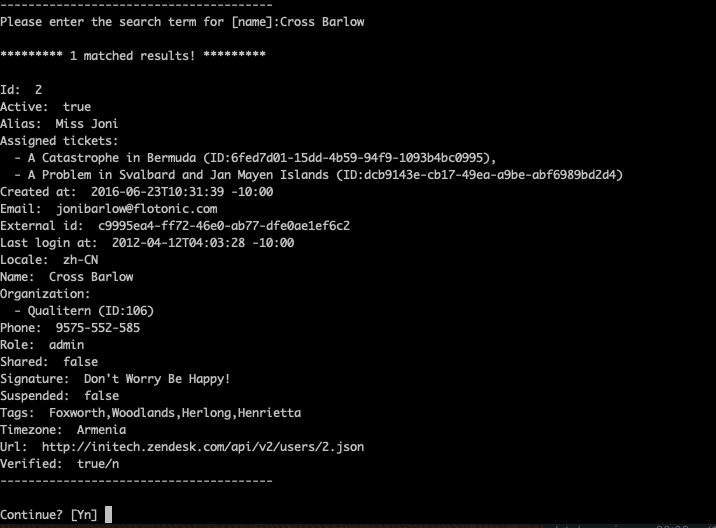 ---------------------------------------
Please enter the search term for [name]:Cross Barlow
********* 1 matched results! *********
Id:  2
Active:  true
Alias:  Miss Joni
Assigned tickets:
  - A Catastrophe in Bermuda (ID:6fed7d01-15dd-4b59-94f9-1093b4bc0995),
  - A Problem in Svalbard and Jan Mayen Islands (ID:dcb9143e-cb17-49ea-a9be-abf6989bd2d4)
Created at:  2016-06-23T10:31:39 -10:00
Email:  jonibarlow@flotonic.com
External id:  c9995ea4-ff72-46e0-ab77-dfe0ae1ef6c2
Last login at:  2012-04-12T04:03:28 -10:00
Locale:  zh-CN
Name:  Cross Barlow
Organization:
  - Qualitern (ID:106)
Phone:  9575-552-585
Role:  admin
Shared:  false
Signature:  Don't Worry Be Happy!
Suspended:  false
Tags:  Foxworth,Woodlands,Herlong,Henrietta
Timezone:  Armenia
Url:  http://initech.zendesk.com/api/v2/users/2.json
Verified:  true/n
---------------------------------------
Continue? [Yn]